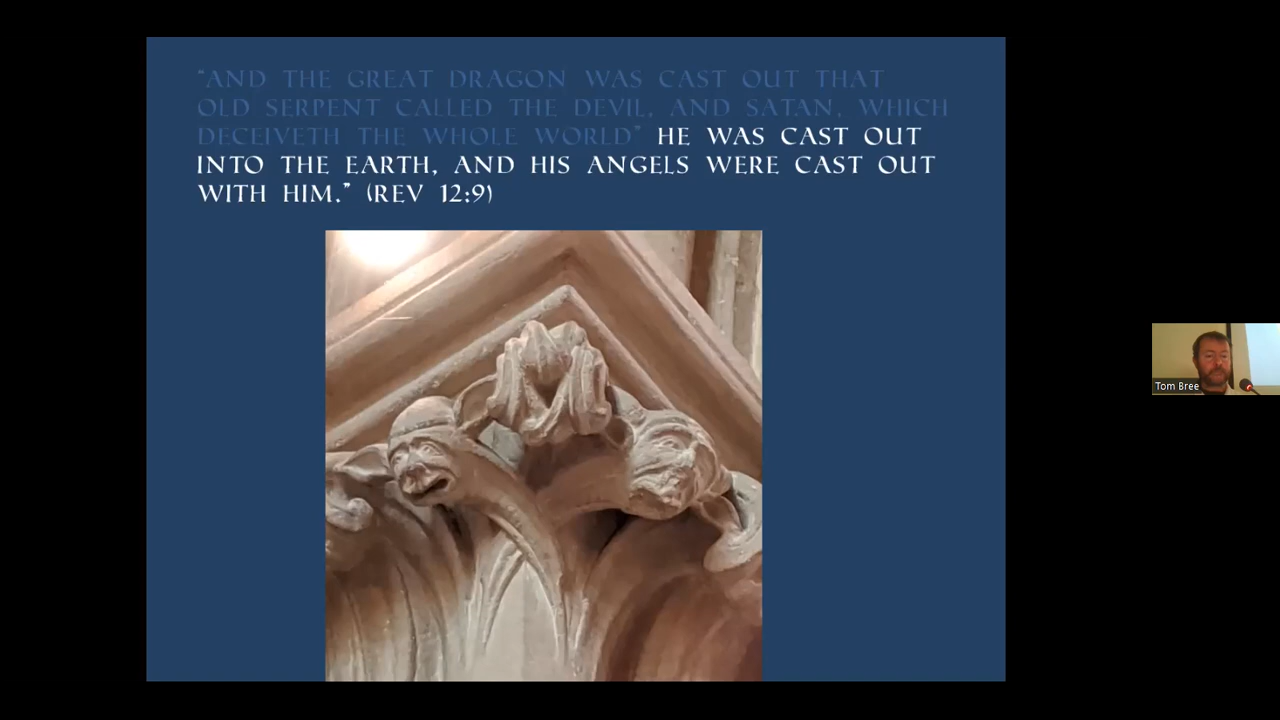 "AND THE GREAT DRAGON WAS CAST OUT THAT
OLD SERPENT CALLED THE DEVIL, AND SATAN, WHICH
DECEIVETH THE WHOLE WORLD" HE WAS CAST OUT
INTO THE EARTH, AND HIS ANGELS WERE CAST OUT
WITH HIM." (REV 12:9)
Tom Bree